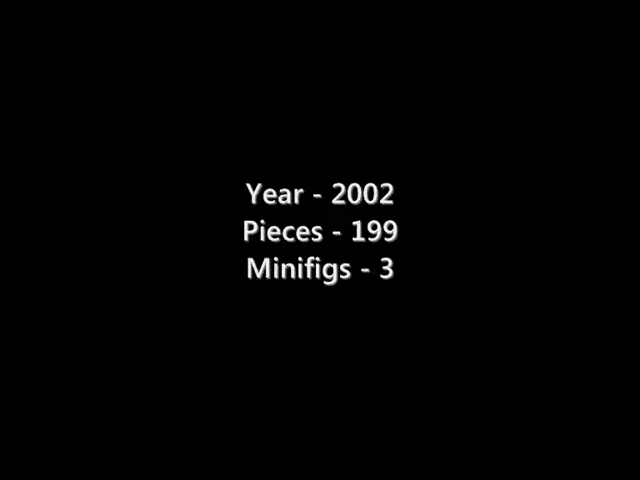 Year - 2002
Pieces - 199
Minifigs - 3